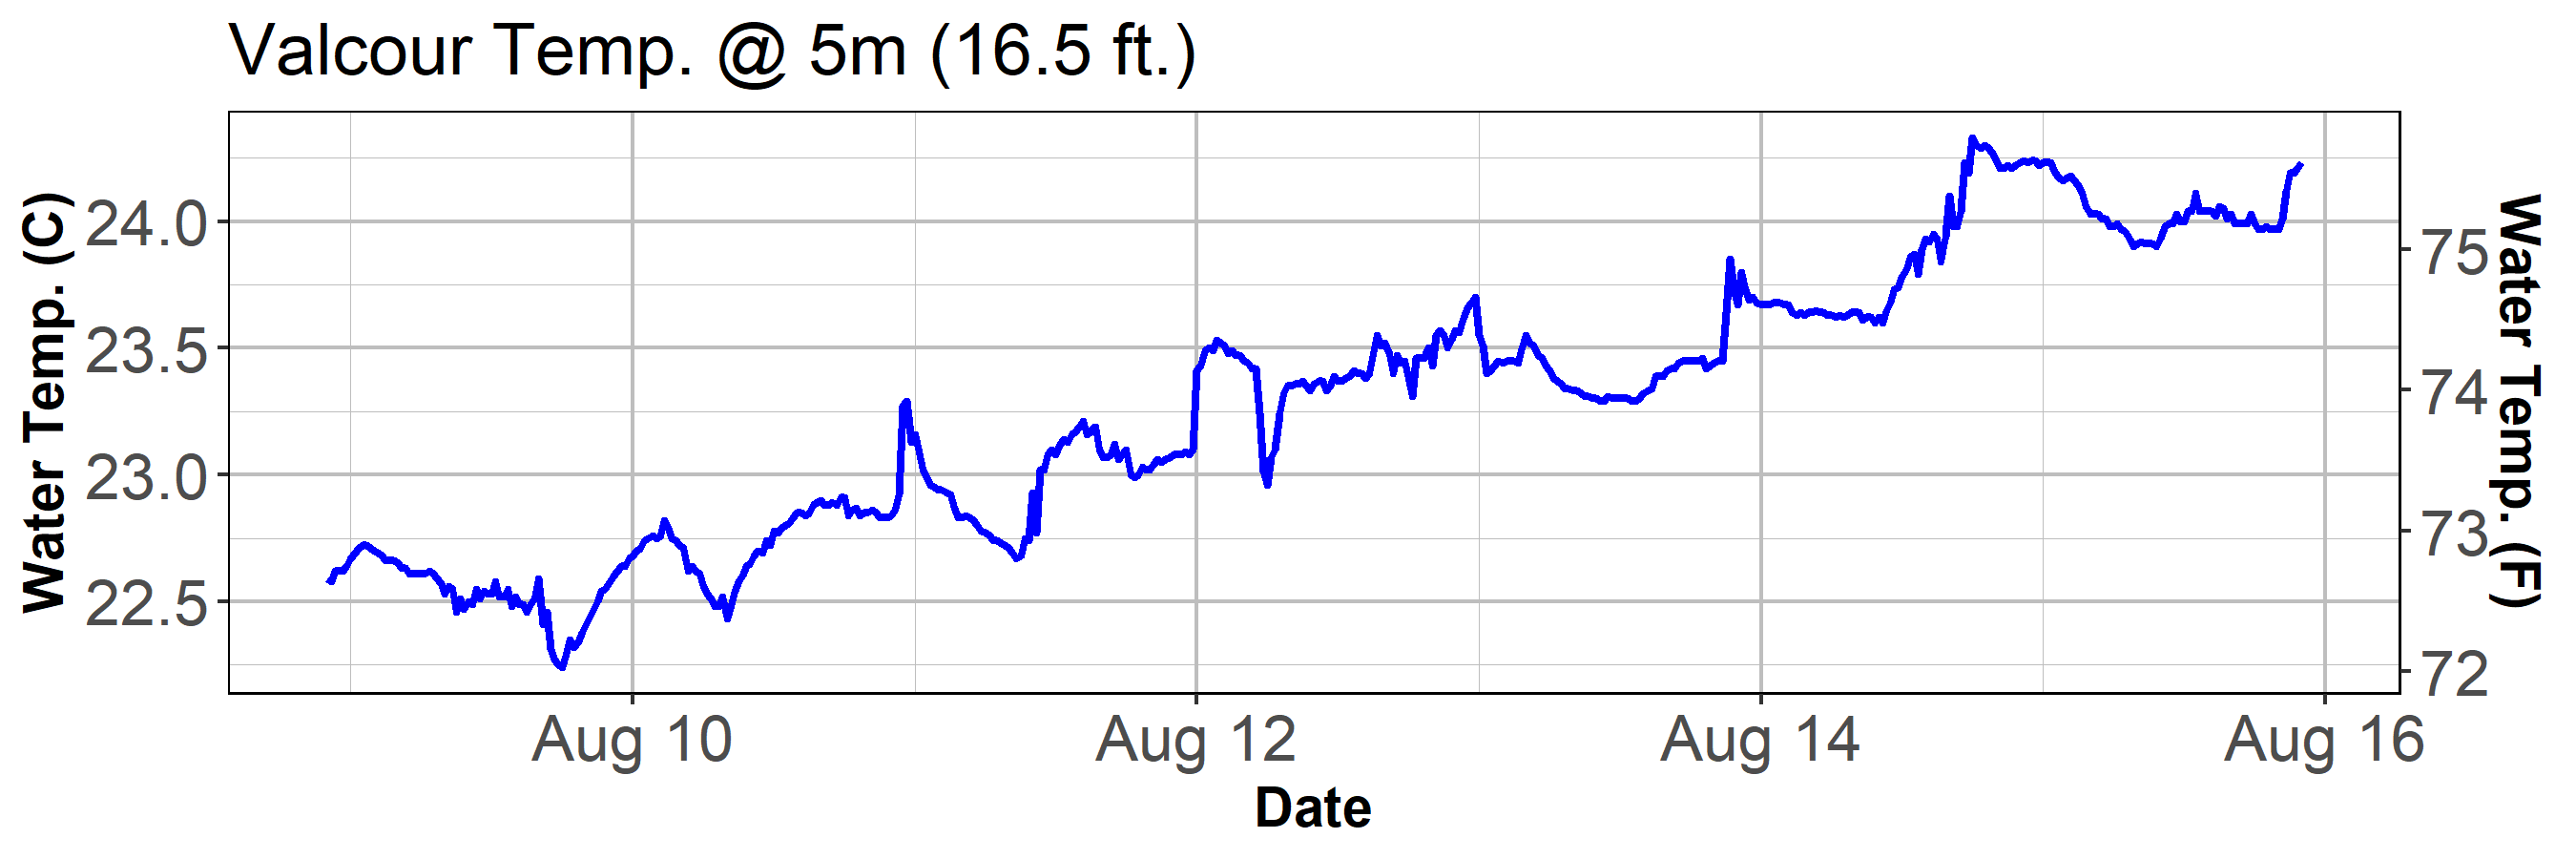 Valcour Temp. @ 5m (16.5 ft.)
Water Temp. (C)
24.0
23.5
23.0
22.5
75
74
73
72
Water Temp. (F)
Aug 10
Aug 12
Aug 14
Aug 16
Date